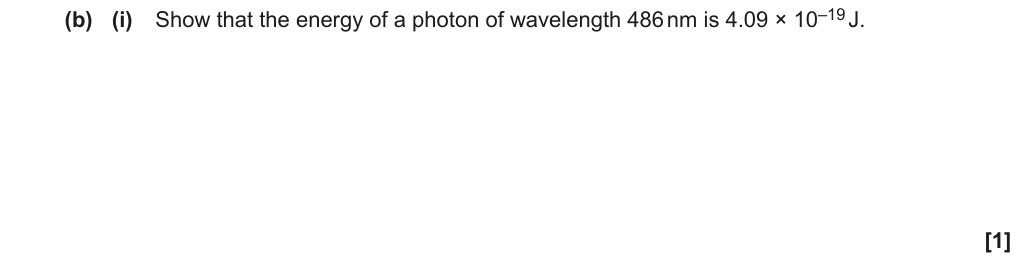 (b) (i) Show that the energy of a photon of wavelength 486 nm is 4.09 × 10⁻¹⁹ J.
[1]